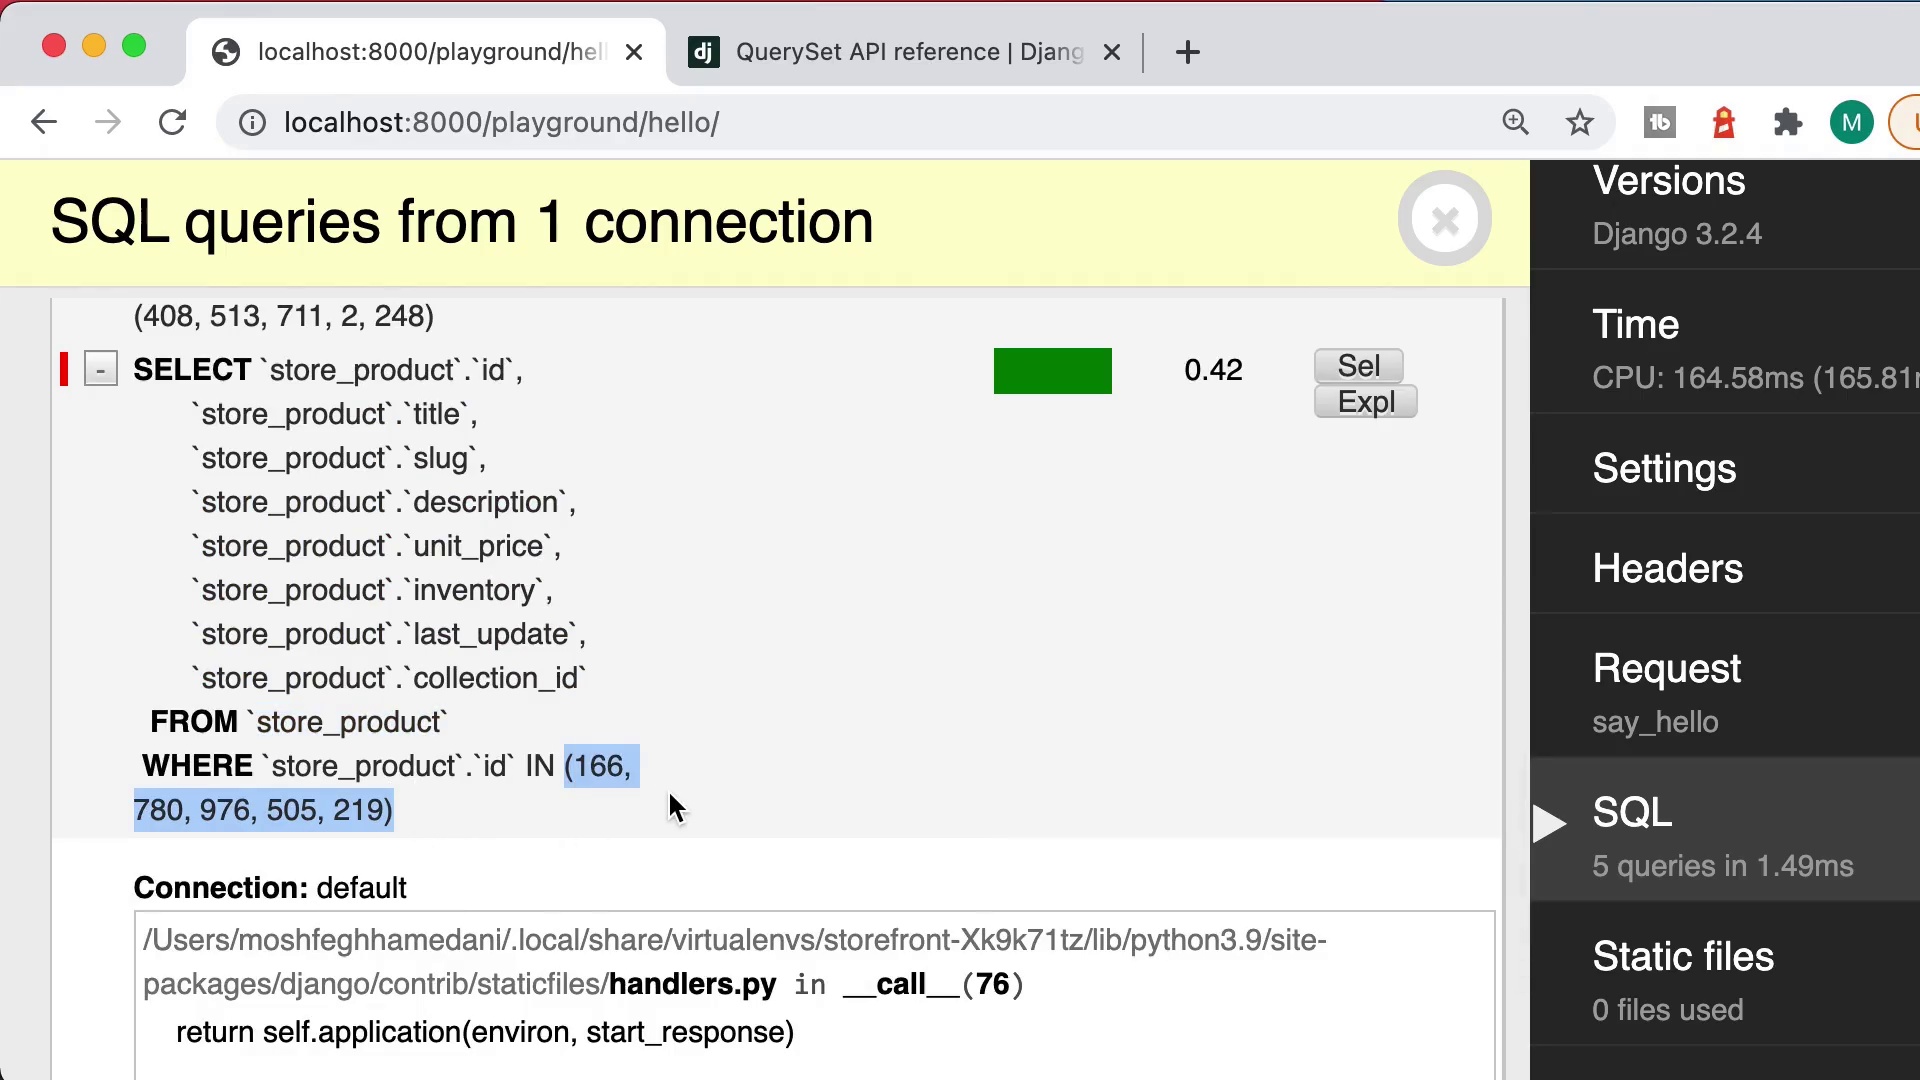 localhost:8000/playground/hel
QuerySet API reference | Djang
localhost:8000/playground/hello/
M
SQL queries from 1 connection
Versions
Django 3.2.4
(408, 513, 711, 2, 248)
Time
CPU: 164.58ms (165.81
- SELECT `store_product`.`id`, 0.42 Sel
Expl
`store_product`.`title`,
`store_product`.`slug`,
Settings
`store_product`.`description`,
`store_product`.`unit_price`,
Headers
`store_product`.`inventory`,
`store_product`.`last_update`,
`store_product`.`collection_id`
Request
say_hello
FROM `store_product`
WHERE `store_product`.`id` IN (166,
780, 976, 505, 219)
SQL
5 queries in 1.49ms
Connection: default
/Users/moshfeghhamedani/.local/share/virtualenvs/storefront-Xk9k71tz/lib/python3.9/site-
packages/django/contrib/staticfiles/handlers.py in __call__(76)
return self.application(environ, start_response)
Static files
0 files used